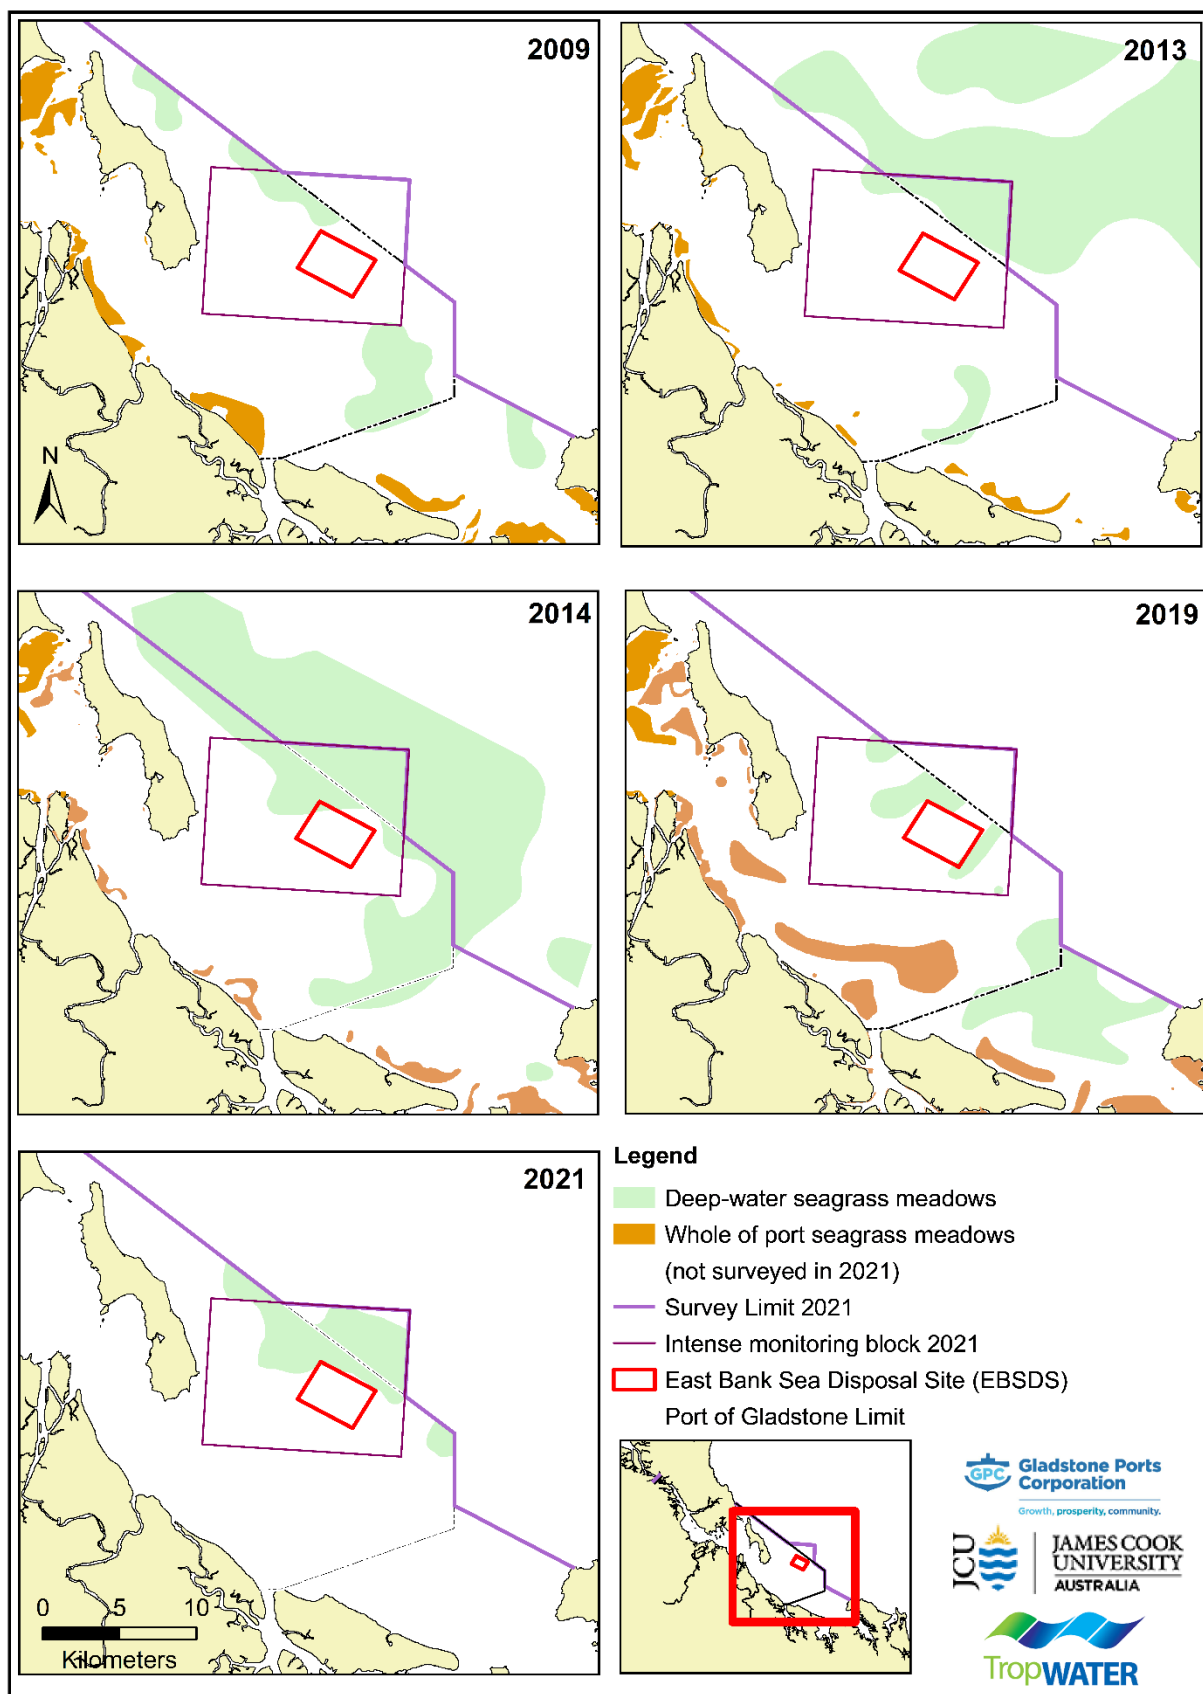 2009
2013
N
2014
2019
2021
Legend
Deep-water seagrass meadows
Whole of port seagrass meadows
(not surveyed in 2021)
Survey Limit 2021
Intense monitoring block 2021
East Bank Sea Disposal Site (EBSDS)
Port of Gladstone Limit
0 5 10
Kilometers
GPC
Gladstone Ports
Corporation
Growth, prosperity, community.
JCU
JAMES COOK
UNIVERSITY
AUSTRALIA
TropWATER